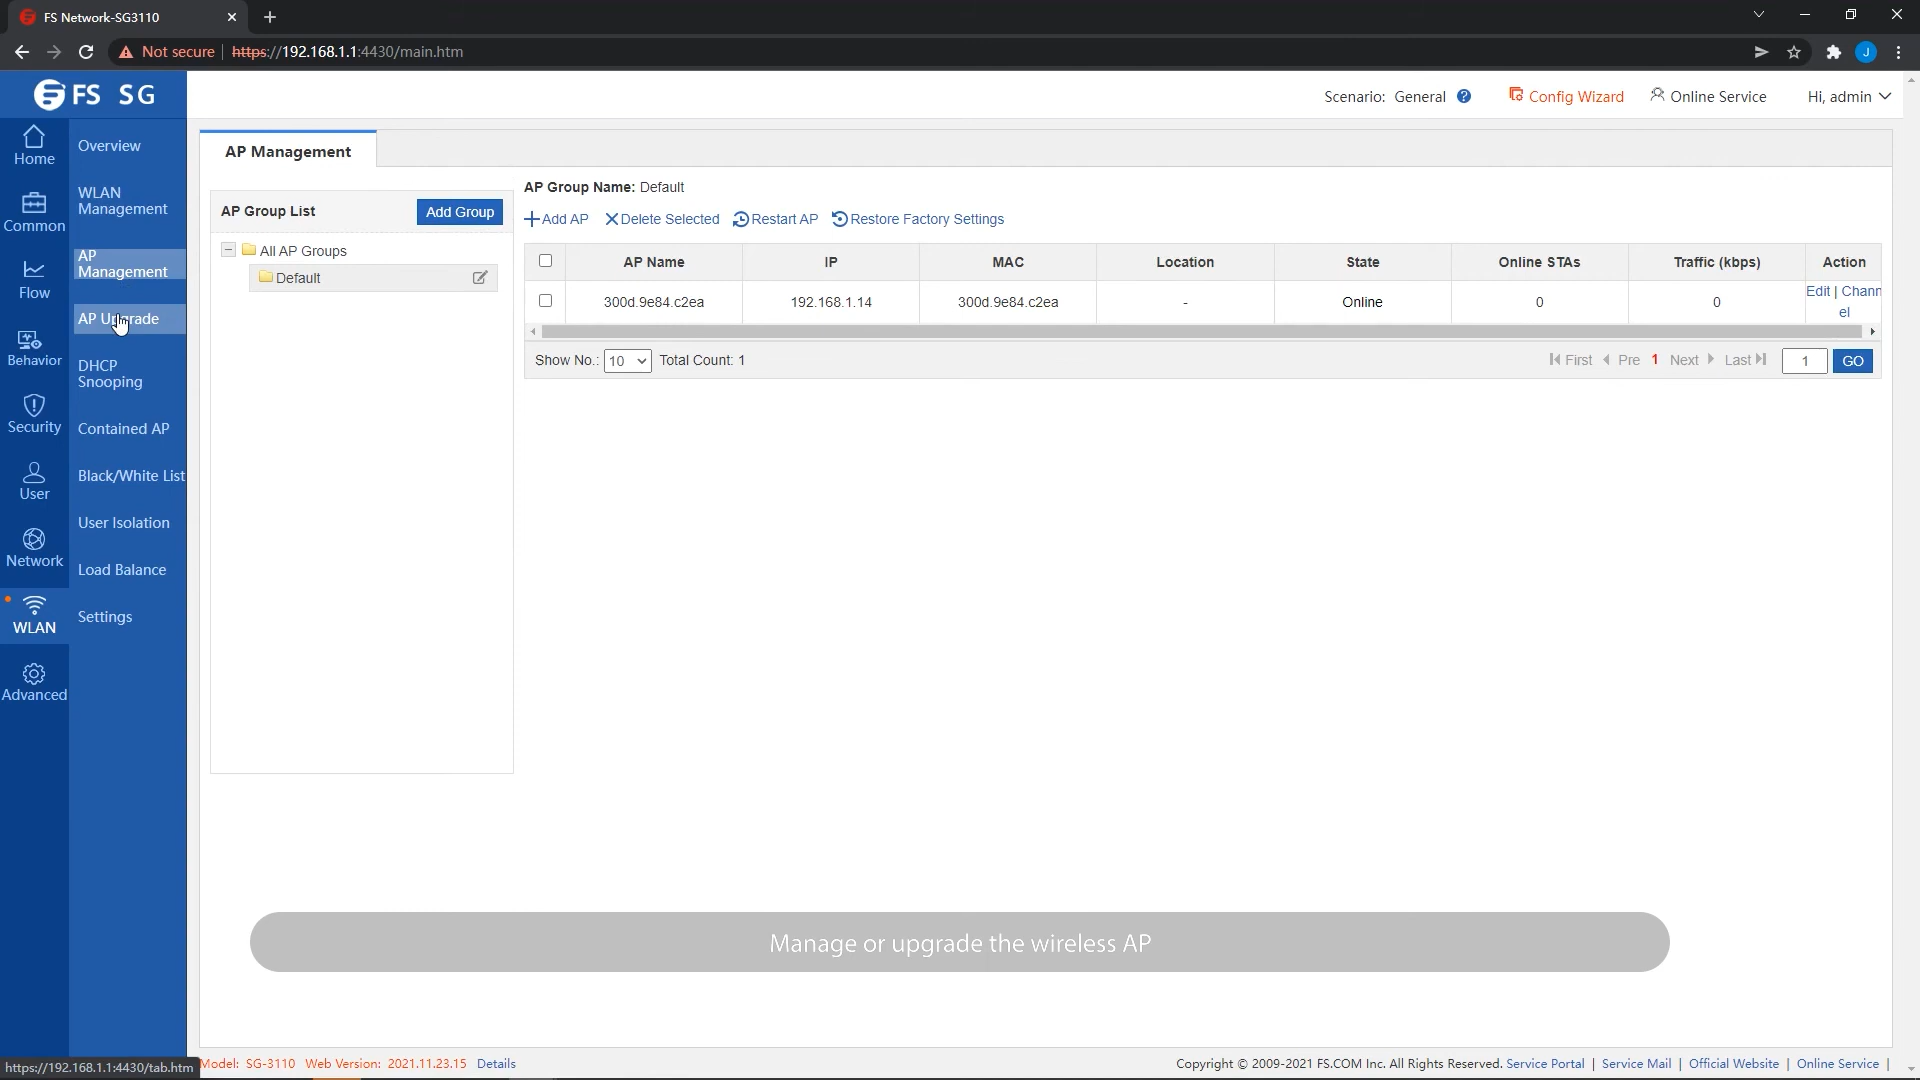 FS Network-SG3110
Not secure | https://192.168.1.1:4430/main.htm
J
FS SG
Scenario: General ?
Config Wizard
Online Service
Hi, admin
Home
Common
Flow
Behavior
Security
User
Network
WLAN
Advanced
Overview
WLAN
Management
AP
Management
AP Upgrade
DHCP
Snooping
Contained AP
Black/White List
User Isolation
Load Balance
Settings
AP Management
AP Group List
Add Group
All AP Groups
Default
AP Group Name: Default
Add AP Delete Selected Restart AP Restore Factory Settings
AP Name IP MAC Location State Online STAs Traffic (kbps) Action
300d.9e84.c2ea 192.168.1.14 300d.9e84.c2ea - Online 0 0 Edit | Chann
el
Show No.: 10 Total Count: 1
First Pre 1 Next Last 1 GO
Manage or upgrade the wireless AP
https://192.168.1.1:4430/tab.htm
Model: SG-3110 Web Version: 2021.11.23.15 Details
Copyright © 2009-2021 FS.COM Inc. All Rights Reserved. Service Portal | Service Mail | Official Website | Online Service |